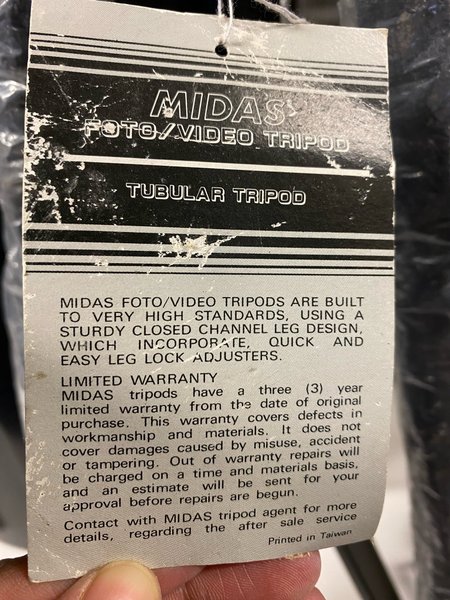 MIDAS
FOTO/VIDEO TRIPOD
TUBULAR TRIPOD
MIDAS FOTO/VIDEO TRIPODS ARE BUILT
TO VERY HIGH STANDARDS, USING A
STURDY CLOSED CHANNEL LEG DESIGN,
WHICH INCORPORATE, QUICK AND
EASY LEG LOCK ADJUSTERS.
LIMITED WARRANTY
MIDAS tripods have a three (3) year
limited warranty from the date of original
purchase. This warranty covers defects in
workmanship and materials. It does not
cover damages caused by misuse, accident
or tampering. Out of warranty repairs will
be charged on a time and materials basis,
and an estimate will be sent for your
approval before repairs are begun.
Contact with MIDAS tripod agent for more
details, regarding the after sale service
Printed in Taiwan